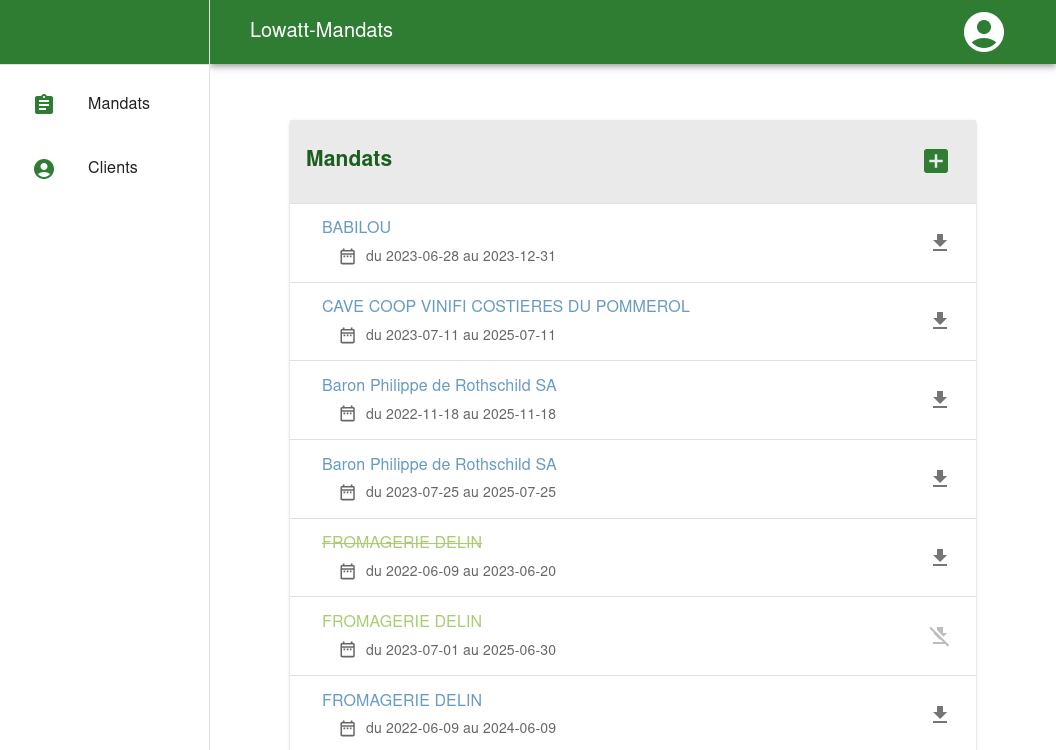 Lowatt-Mandats
Mandats
Clients
Mandats
BABILOU
du 2023-06-28 au 2023-12-31
CAVE COOP VINIFI COSTIERES DU POMMEROL
du 2023-07-11 au 2025-07-11
Baron Philippe de Rothschild SA
du 2022-11-18 au 2025-11-18
Baron Philippe de Rothschild SA
du 2023-07-25 au 2025-07-25
FROMAGERIE DELIN
du 2022-06-09 au 2023-06-20
FROMAGERIE DELIN
du 2023-07-01 au 2025-06-30
FROMAGERIE DELIN
du 2022-06-09 au 2024-06-09